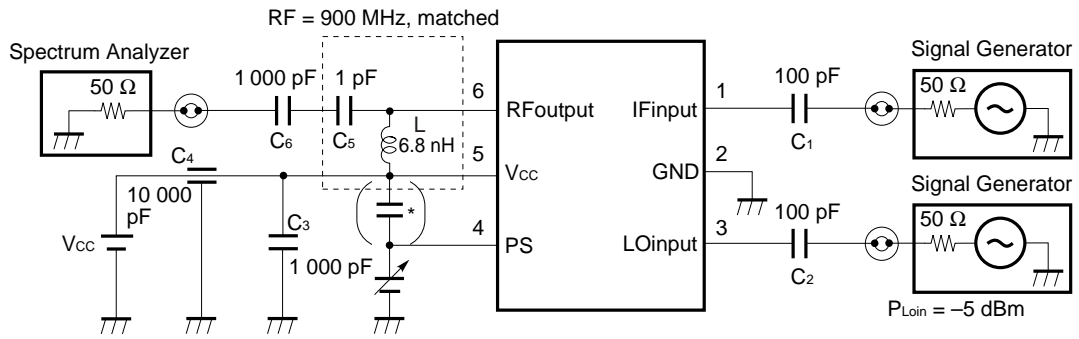 RF = 900 MHz, matched
Spectrum Analyzer
50 Ω
1 000 pF
C6
1 pF
C5
L
6.8 nH
C4
10 000
pF
VCC
C3
1 000 pF
*
6
5
4
RFoutput
VCC
PS
IFinput
GND
LOinput
1
2
3
100 pF
C1
Signal Generator
50 Ω
100 pF
C2
Signal Generator
50 Ω
PLoin = –5 dBm